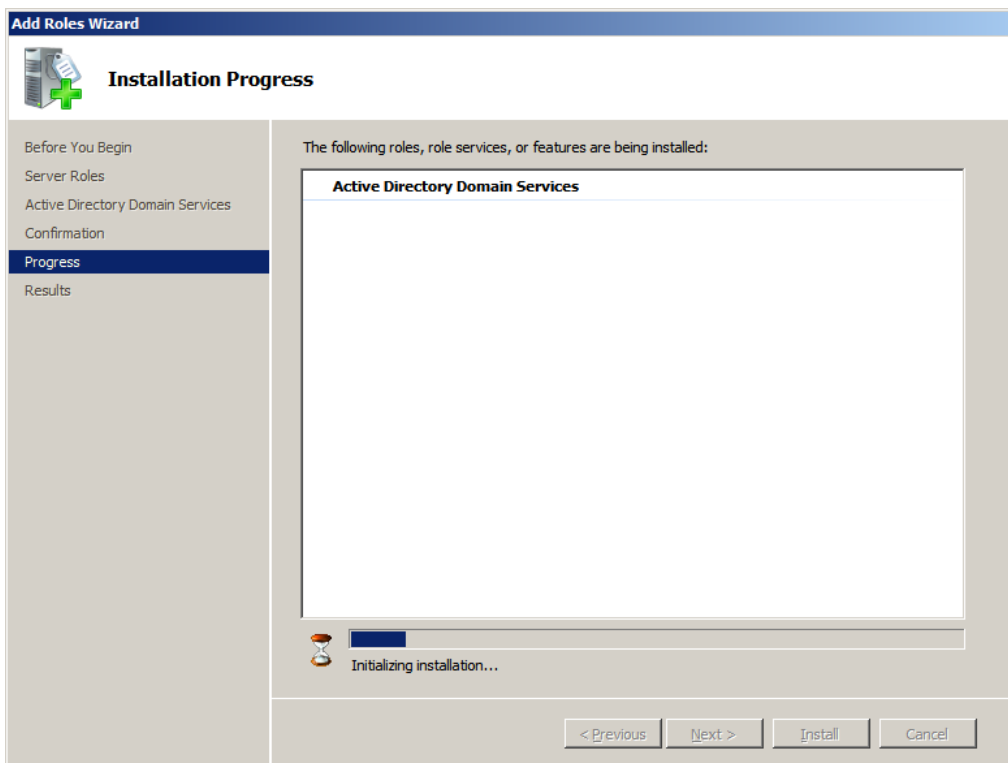 Add Roles Wizard
Installation Progress
Before You Begin
Server Roles
Active Directory Domain Services
Confirmation
Progress
Results
The following roles, role services, or features are being installed:
Active Directory Domain Services
Initializing installation...
< Previous
Next >
Install
Cancel